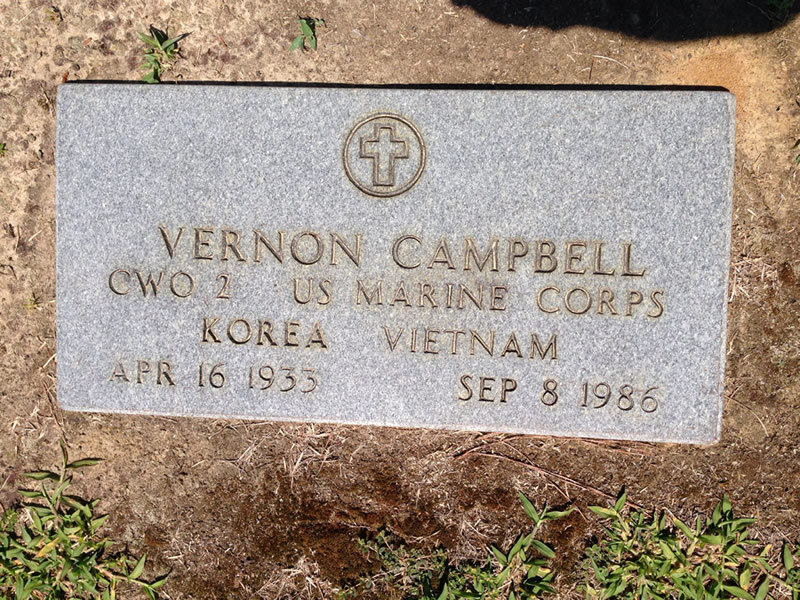 VERNON CAMPBELL
CWO 2 US MARINE CORPS
KOREA VIETNAM
APR 16 1933 SEP 8 1986